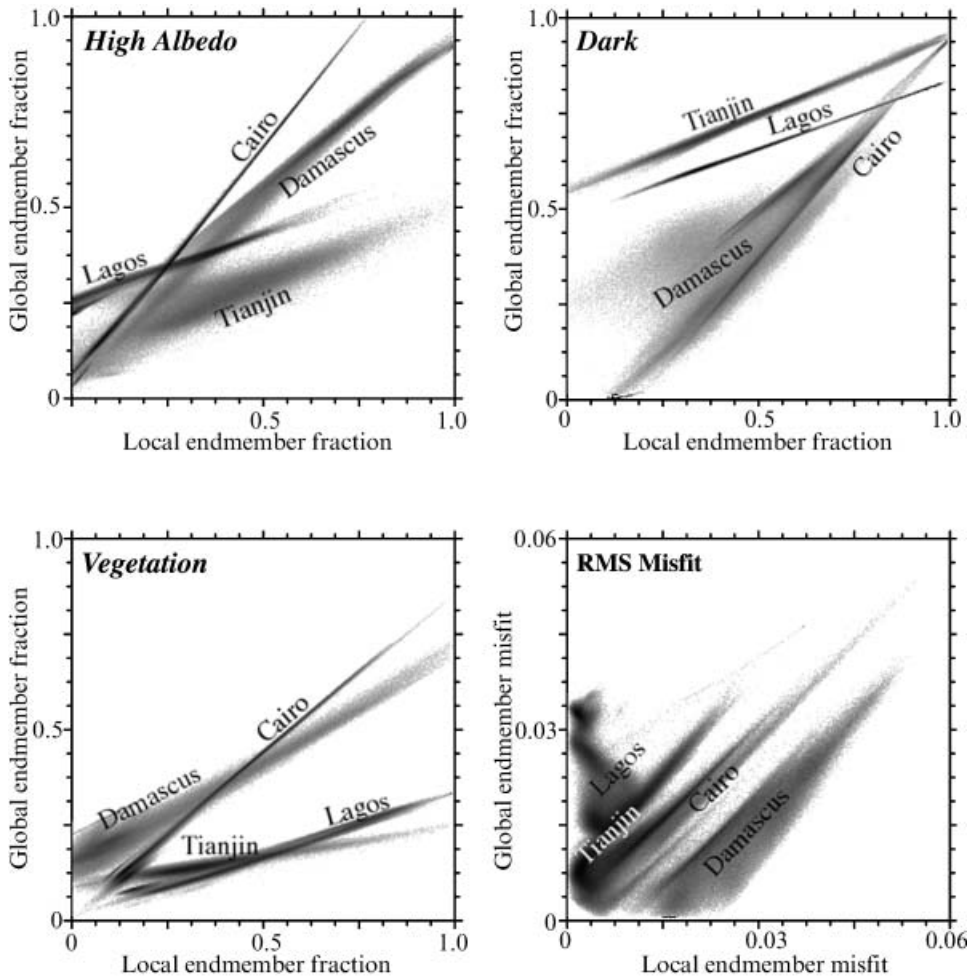 High Albedo
1.0
0.5
0
0.5
1.0
Global endmember fraction
Local endmember fraction
Cairo
Damascus
Lagos
Tianjin
Dark
1.0
0.5
0
0
0.5
1.0
Global endmember fraction
Local endmember fraction
Tianjin
Lagos
Cairo
Damascus
Vegetation
1.0
0.5
0
0
0.5
1.0
Global endmember fraction
Local endmember fraction
Cairo
Damascus
Lagos
Tianjin
RMS Misfit
0.06
0.03
0
0
0.03
0.06
Global endmember misfit
Local endmember misfit
Lagos
Tianjin
Cairo
Damascus